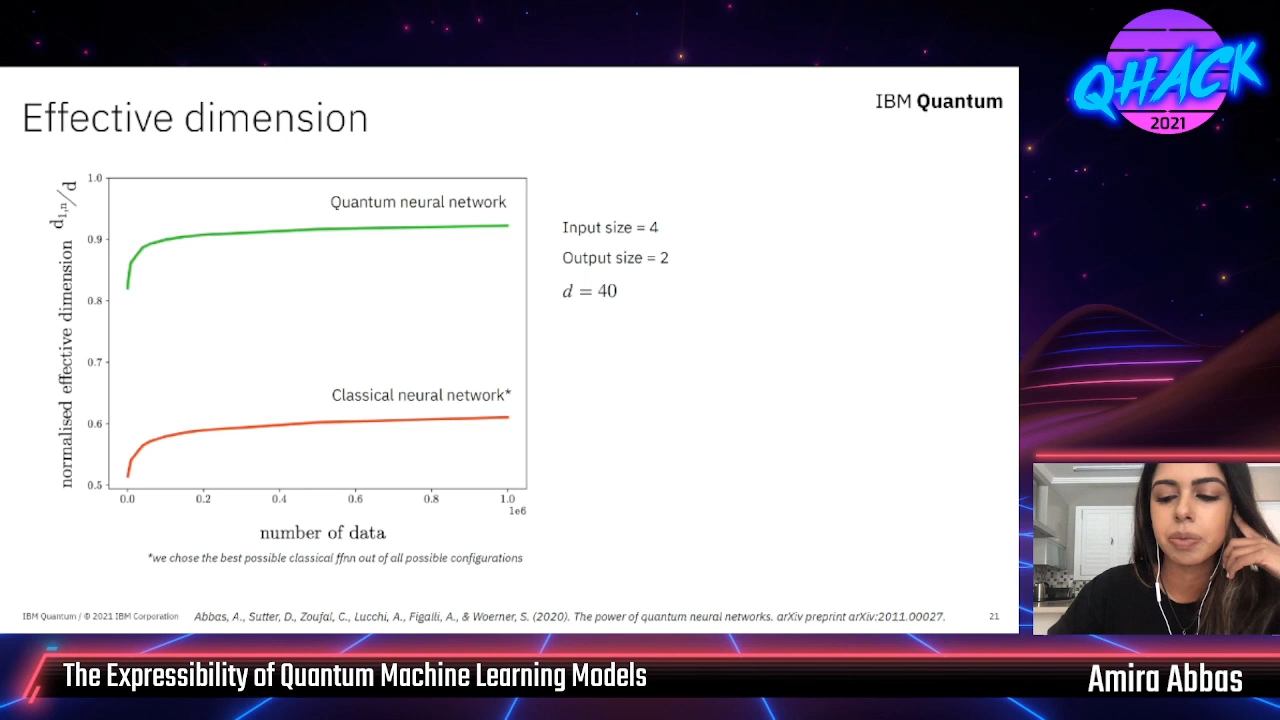 QHACK
2021
IBM Quantum
Effective dimension
normalised effective dimension d1,n/d
1.0
0.9
0.8
0.7
0.6
0.5
Quantum neural network
Classical neural network*
0.0 0.2 0.4 0.6 0.8 1.0
1e6
number of data
*we chose the best possible classical ffnn out of all possible configurations
Input size = 4
Output size = 2
d = 40
IBM Quantum / © 2021 IBM Corporation
Abbas, A., Sutter, D., Zoufal, C., Lucchi, A., Figalli, A., & Woerner, S. (2020). The power of quantum neural networks. arXiv preprint arXiv:2011.00027.
21
The Expressibility of Quantum Machine Learning Models
Amira Abbas